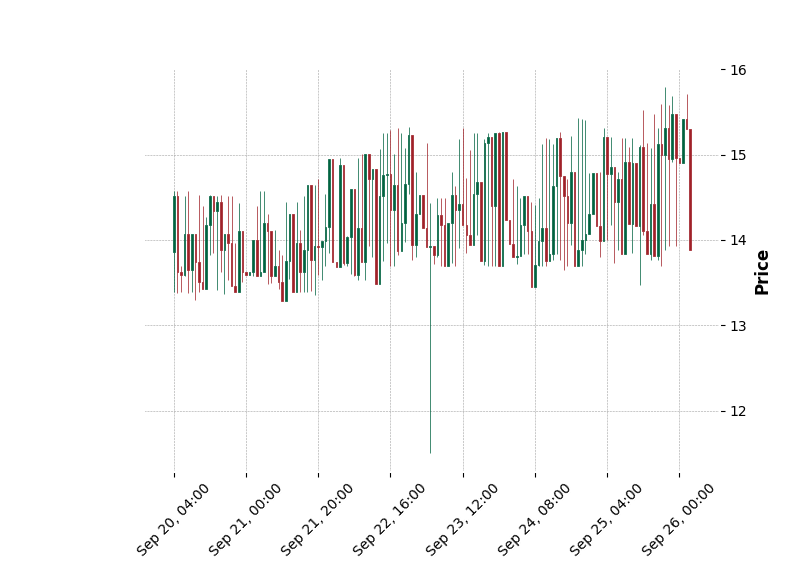 16
15
14
13
12
Price
Sep 20, 04:00
Sep 21, 00:00
Sep 21, 20:00
Sep 22, 16:00
Sep 23, 12:00
Sep 24, 08:00
Sep 25, 04:00
Sep 26, 00:00